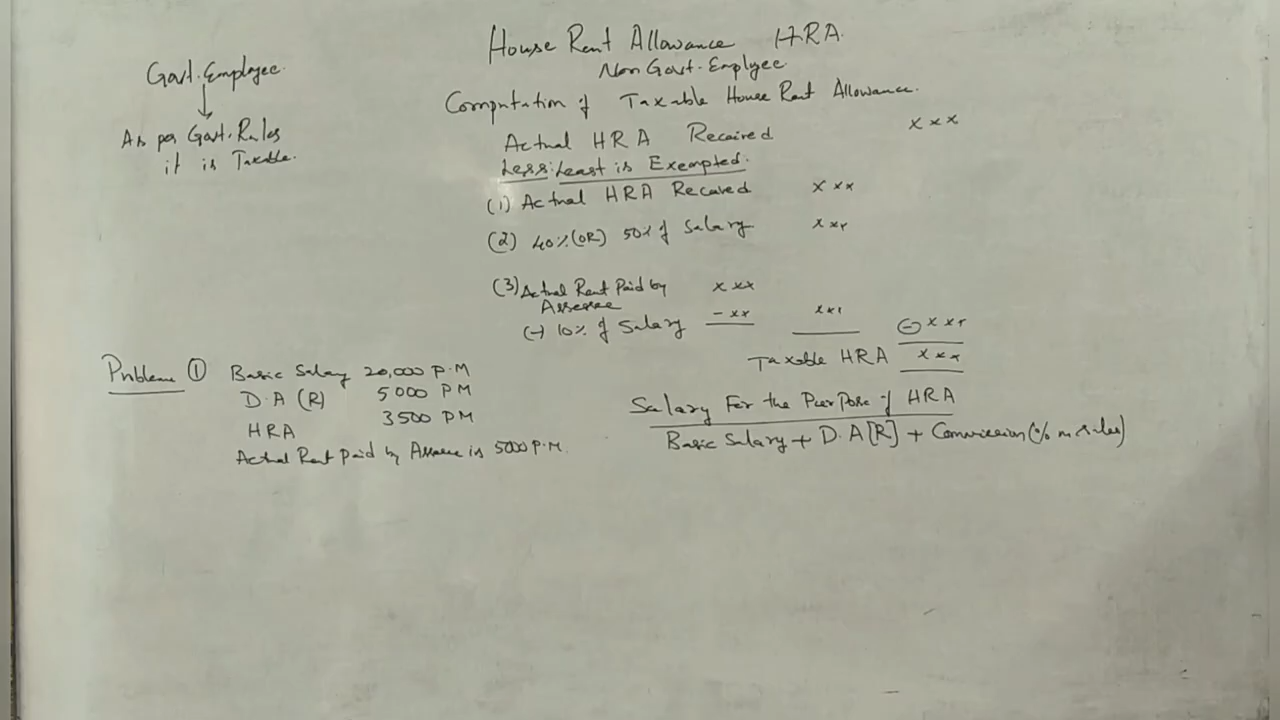 House Rent Allowance HRA
Non Govt. Emplyee
Govt. Employee
As per Govt. Rules
it is Taxable.
Computation of Taxable House Rent Allowance.
Actual HRA Recaired xxx
Less: Least is Exempted.
(1) Actual HRA Recaved xxx
(2) 40% (OR) 50% of Salary xxx
(3) Actual Rent Paid by xxx
Assesee
(-) 10% of Salary -xx xxx (-) xxx
Taxable HRA xxx
Problem (1) Basic Salary 20,000 P.M
D.A (R) 5000 PM
HRA 3500 PM
Actual Rent paid by Assesee is 5000 P.M.
Salary For the PurPose of HRA
Basic Salary + D.A[R] + Commission (% on sales)